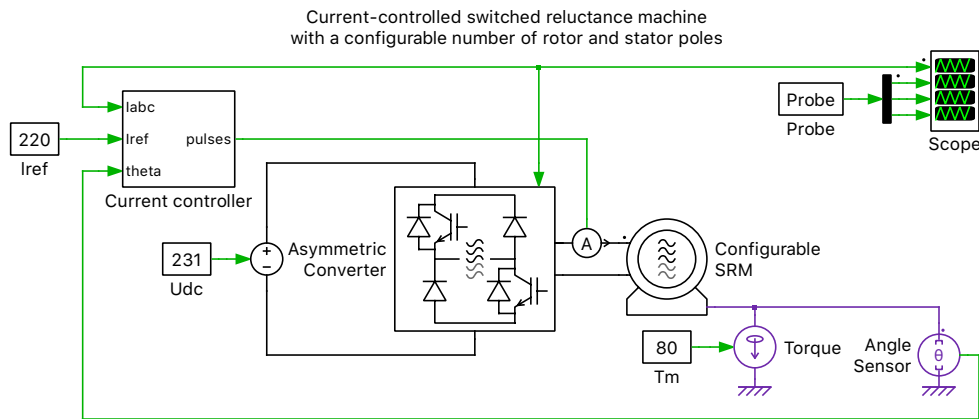 Current-controlled switched reluctance machine
with a configurable number of rotor and stator poles
Iabc
Iref
theta
pulses
220
Iref
Current controller
Probe
Probe
Scope
231
Udc
Asymmetric
Converter
A
Configurable
SRM
80
Tm
Torque
Angle
Sensor
θ